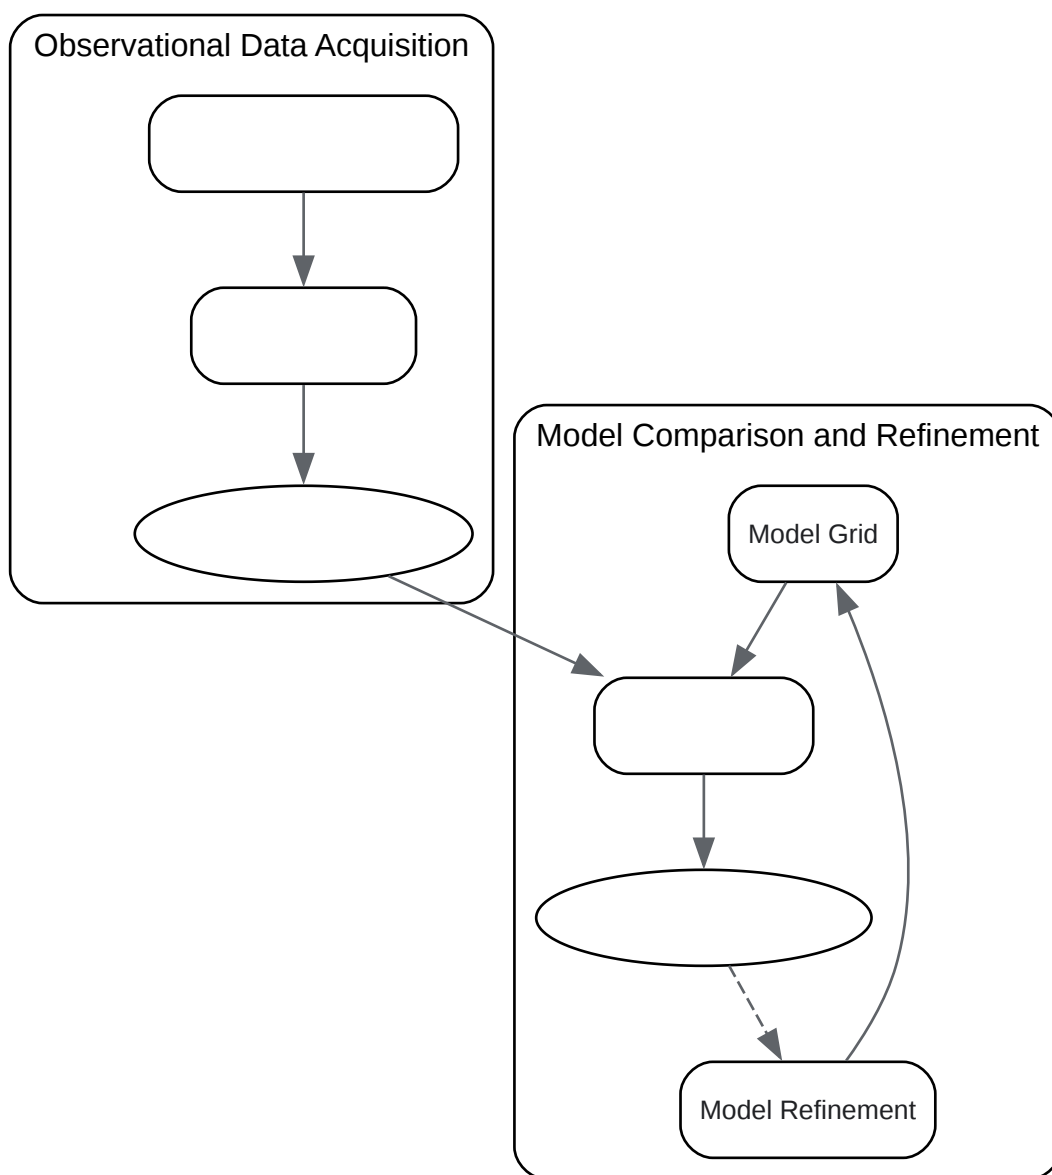 Observational Data Acquisition
Model Comparison and Refinement
Model Grid
Model Refinement